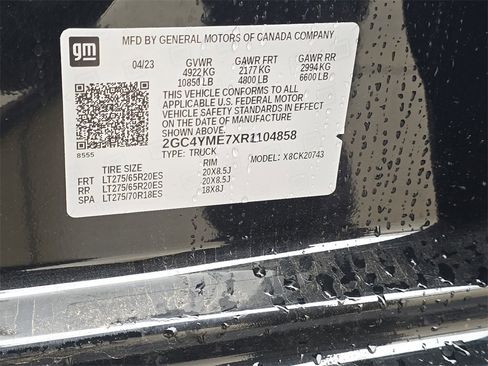 gm
MFD BY GENERAL MOTORS OF CANADA COMPANY
04/23 GVWR GAWR FRT GAWR RR
4922 KG 2177 KG 2994 KG
10850 LB 4800 LB 6600 LB
THIS VEHICLE CONFORMS TO ALL
APPLICABLE U.S. FEDERAL MOTOR
VEHICLE SAFETY STANDARDS IN EFFECT
ON THE DATE OF MANUFACTURE
SHOWN ABOVE.
2GC4YME7XR1104858
8555 TYPE: TRUCK MODEL: X8CK20743
TIRE SIZE RIM
FRT LT275/65R20ES 20X8.5J
RR LT275/65R20ES 20X8.5J
SPA LT275/70R18ES 18X8J